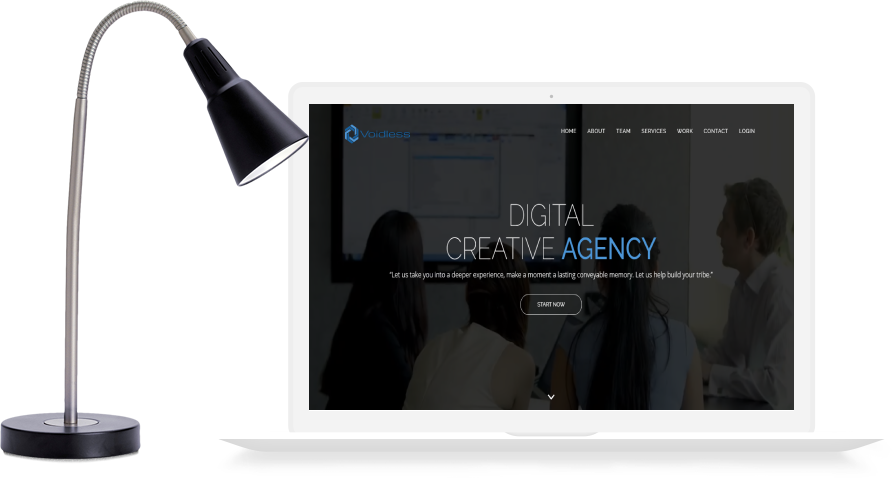 Voidless
HOME ABOUT TEAM SERVICES WORK CONTACT LOGIN
DIGITAL
CREATIVE AGENCY
"Let us take you into a deeper experience, make a moment a lasting conveyable memory. Let us help build your tribe."
START NOW